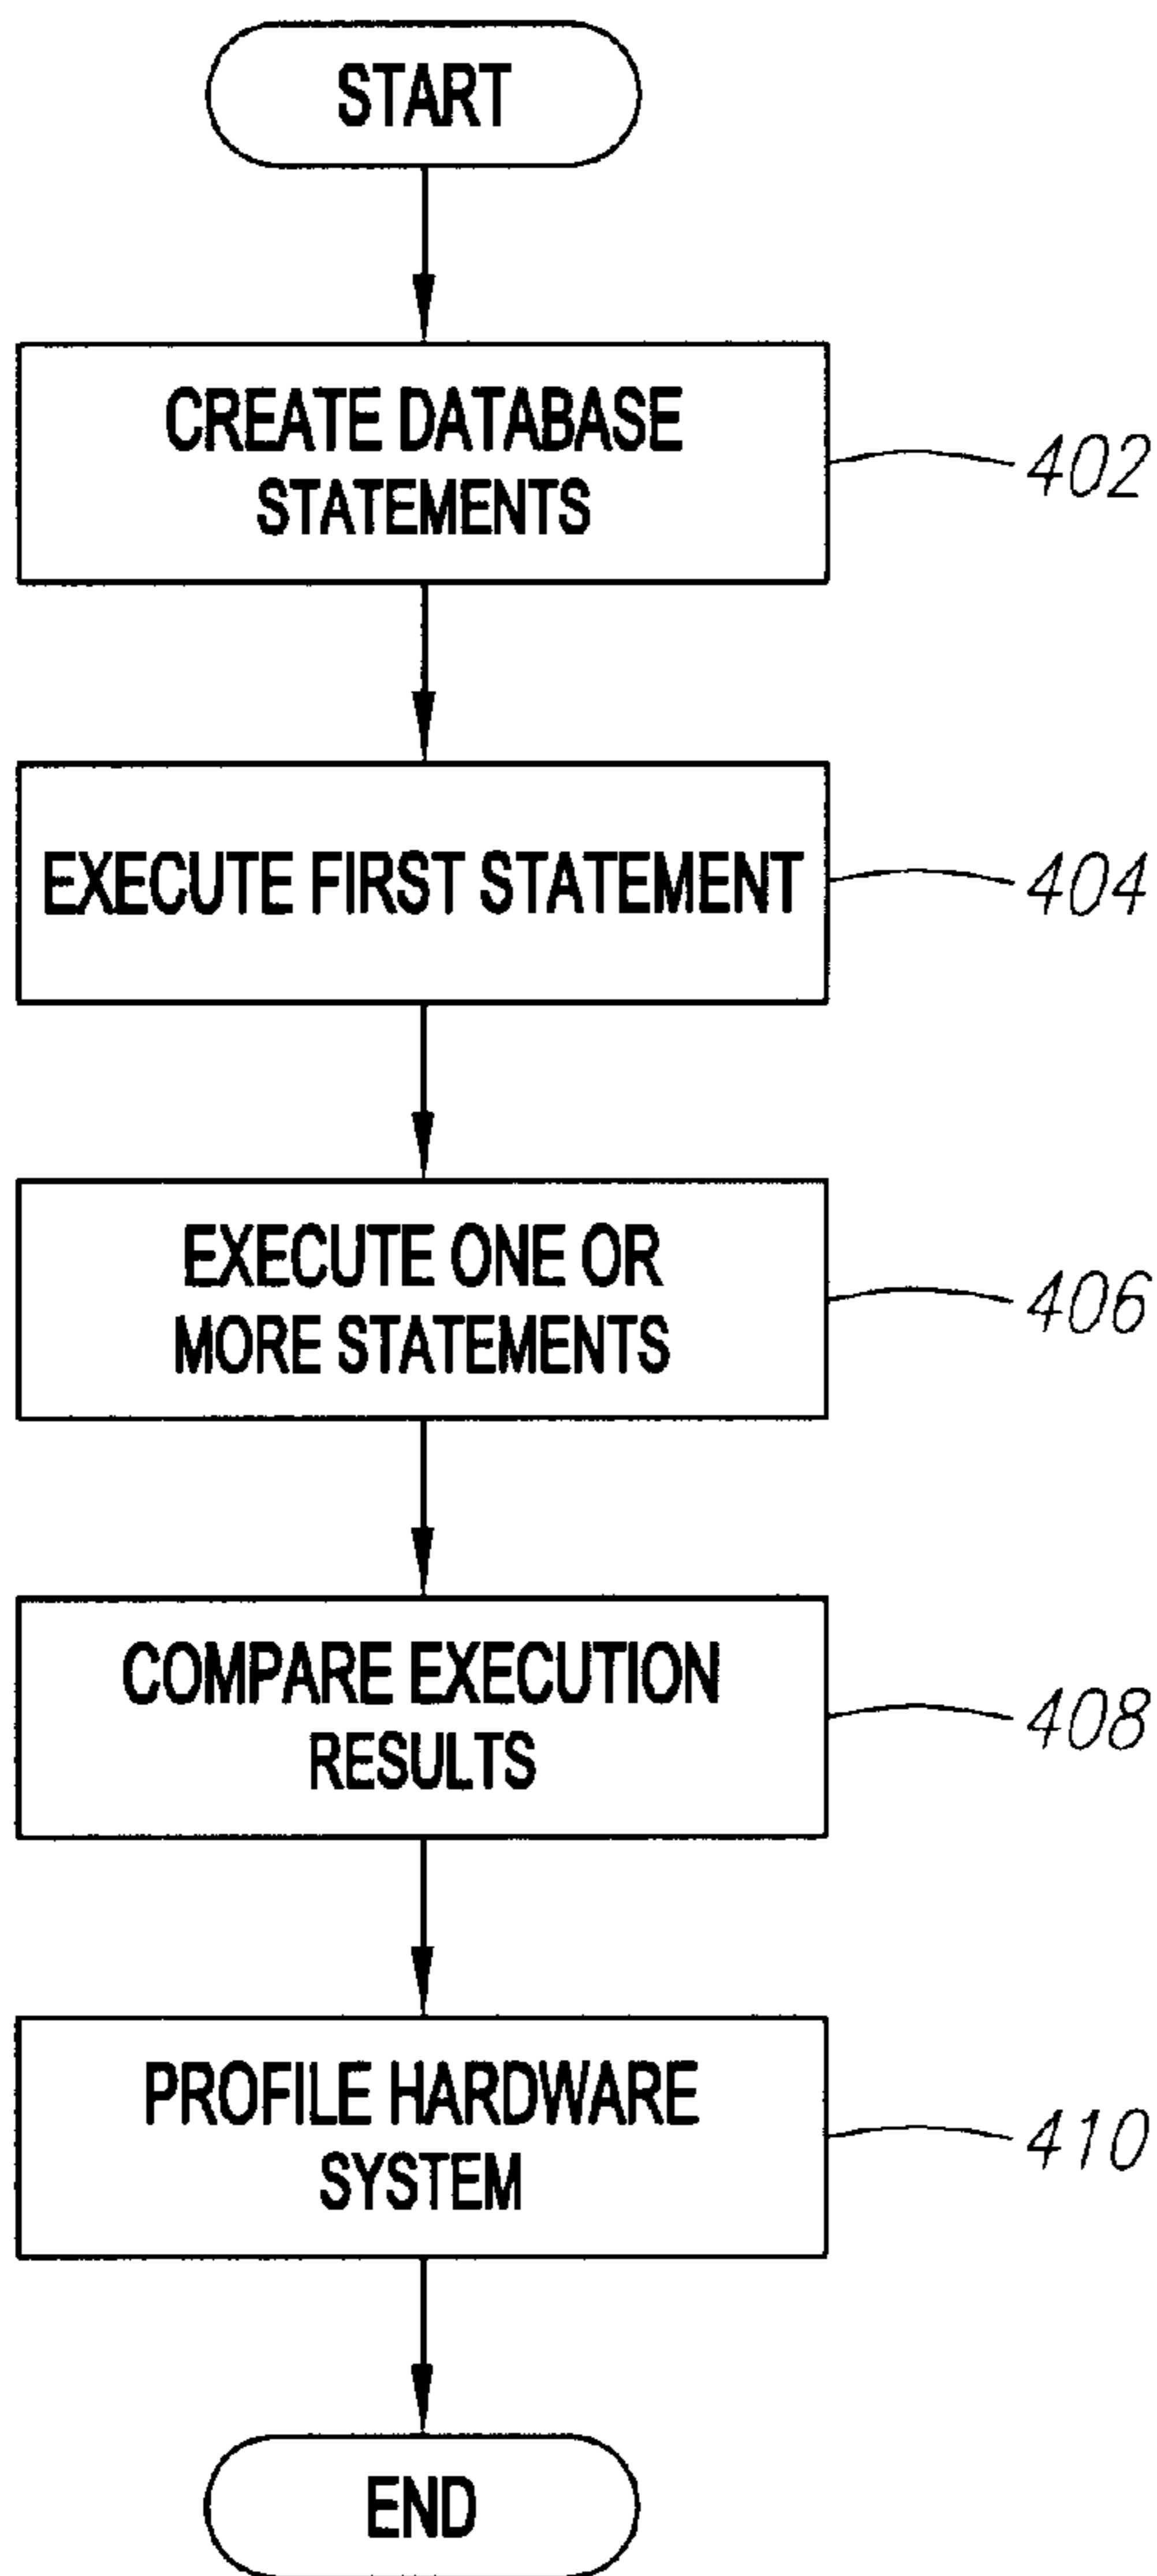 START
CREATE DATABASE
STATEMENTS
402
EXECUTE FIRST STATEMENT
404
EXECUTE ONE OR
MORE STATEMENTS
406
COMPARE EXECUTION
RESULTS
408
PROFILE HARDWARE
SYSTEM
410
END